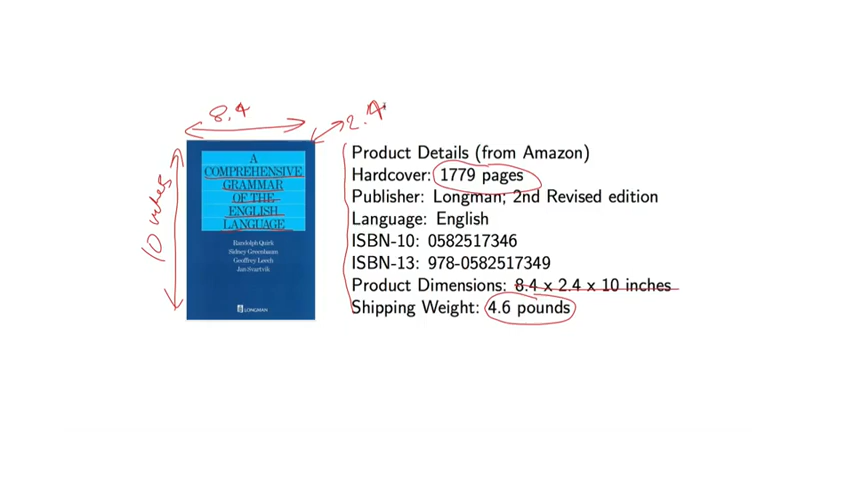 8.4
2.4
10 inches
A
COMPREHENSIVE
GRAMMAR
OF THE
ENGLISH
LANGUAGE
Randolph Quirk
Sidney Greenbaum
Geoffrey Leech
Jan Svartvik
LONGMAN
Product Details (from Amazon)
Hardcover: 1779 pages
Publisher: Longman; 2nd Revised edition
Language: English
ISBN-10: 0582517346
ISBN-13: 978-0582517349
Product Dimensions: 8.4 x 2.4 x 10 inches
Shipping Weight: 4.6 pounds